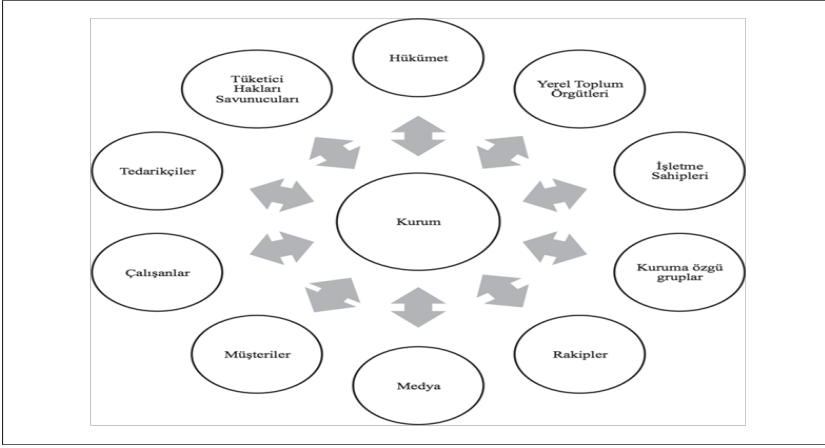 Hükümet
Tüketici
Hakları
Savunucuları
Yerel Toplum
Örgütleri
Tedarikçiler
İşletme
Sahipleri
Kurum
Çalışanlar
Kuruma özgü
gruplar
Müşteriler
Rakipler
Medya